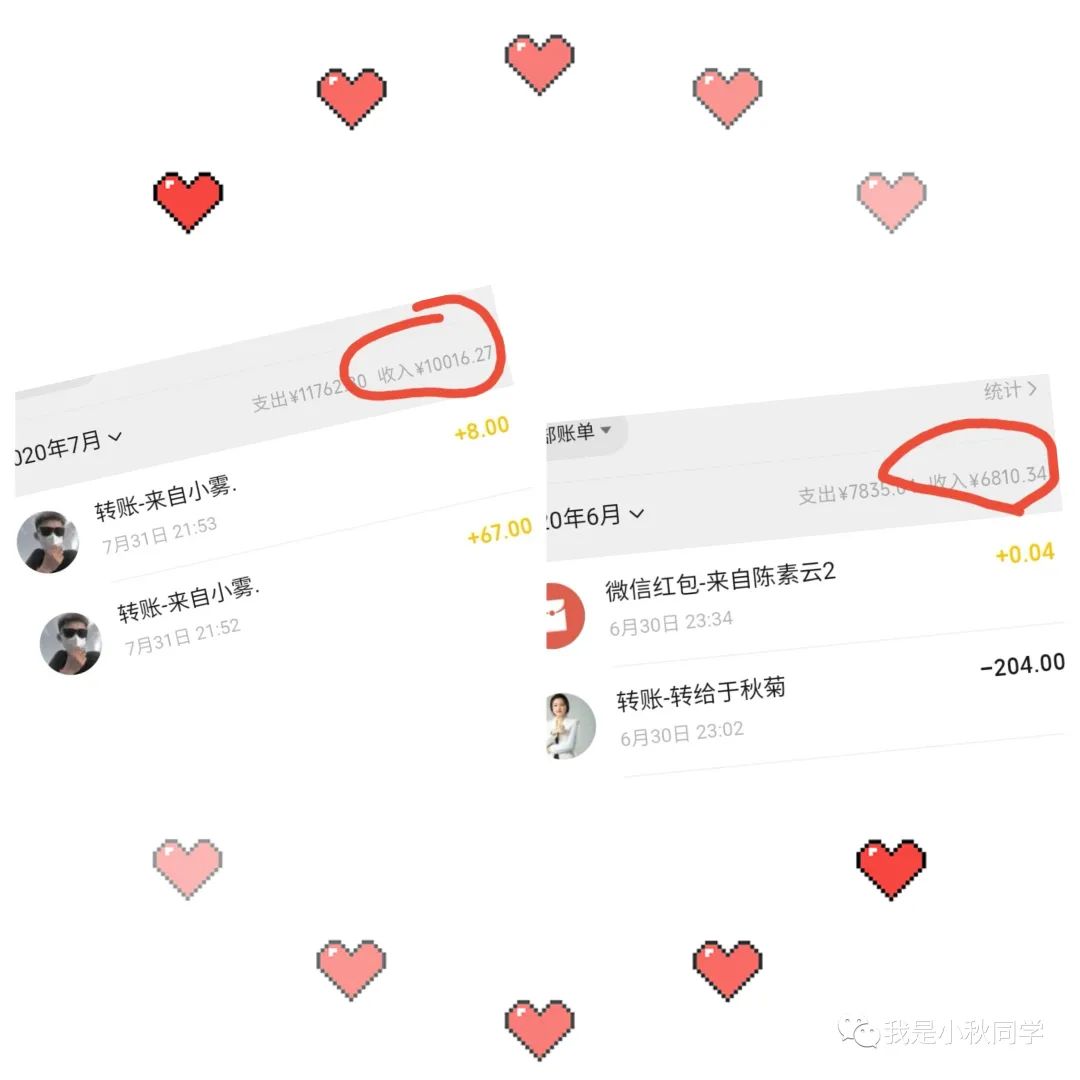 支出¥11762.80 收入¥10016.27
020年7月
+8.00
转账-来自小雾.
7月31日 21:53
+67.00
转账-来自小雾.
7月31日 21:52
统计
部账单
支出¥7835.64 收入¥6810.34
0年6月
+0.04
微信红包-来自陈素云2
6月30日 23:34
-204.00
转账-转给于秋菊
6月30日 23:02
我是小秋同学